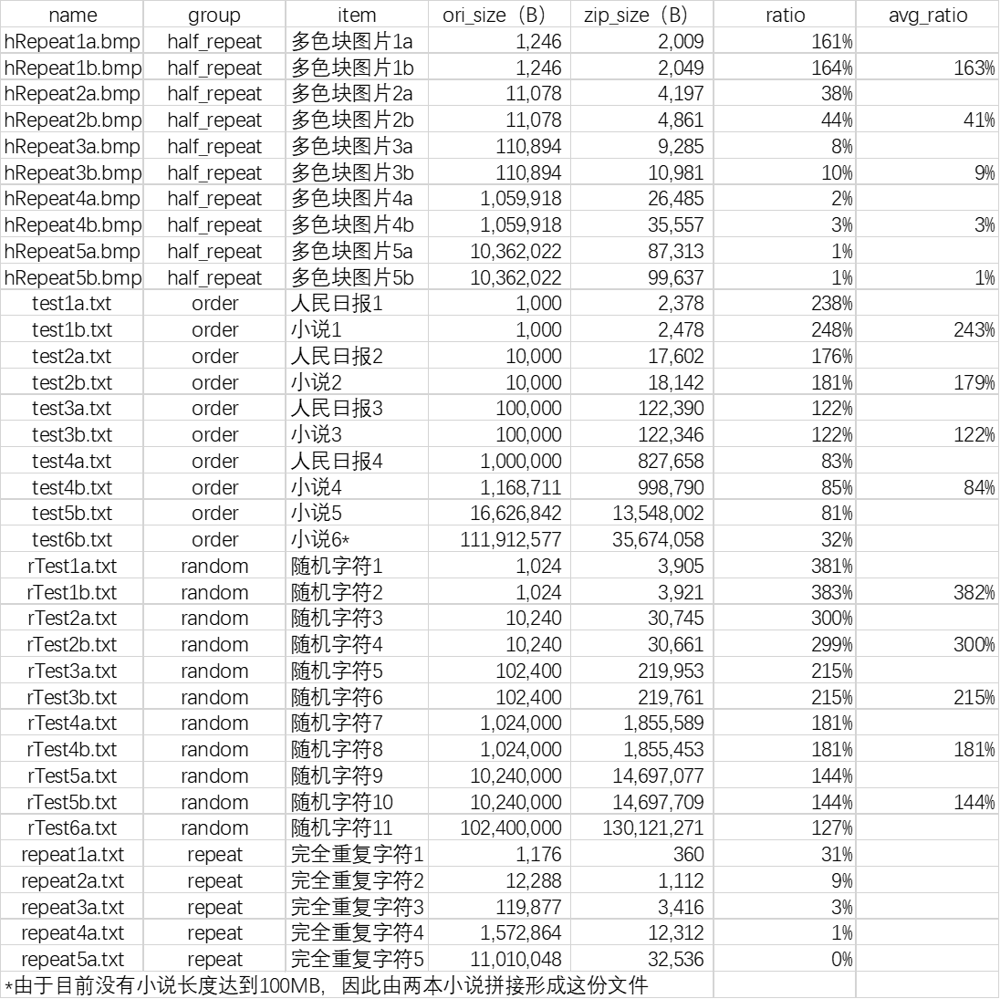 name group item ori_size（B） zip_size（B） ratio avg_ratio
hRepeat1a.bmp half_repeat 多色块图片1a 1,246 2,009 161%
hRepeat1b.bmp half_repeat 多色块图片1b 1,246 2,049 164% 163%
hRepeat2a.bmp half_repeat 多色块图片2a 11,078 4,197 38%
hRepeat2b.bmp half_repeat 多色块图片2b 11,078 4,861 44% 41%
hRepeat3a.bmp half_repeat 多色块图片3a 110,894 9,285 8%
hRepeat3b.bmp half_repeat 多色块图片3b 110,894 10,981 10% 9%
hRepeat4a.bmp half_repeat 多色块图片4a 1,059,918 26,485 2%
hRepeat4b.bmp half_repeat 多色块图片4b 1,059,918 35,557 3% 3%
hRepeat5a.bmp half_repeat 多色块图片5a 10,362,022 87,313 1%
hRepeat5b.bmp half_repeat 多色块图片5b 10,362,022 99,637 1% 1%
test1a.txt order 人民日报1 1,000 2,378 238%
test1b.txt order 小说1 1,000 2,478 248% 243%
test2a.txt order 人民日报2 10,000 17,602 176%
test2b.txt order 小说2 10,000 18,142 181% 179%
test3a.txt order 人民日报3 100,000 122,390 122%
test3b.txt order 小说3 100,000 122,346 122% 122%
test4a.txt order 人民日报4 1,000,000 827,658 83%
test4b.txt order 小说4 1,168,711 998,790 85% 84%
test5b.txt order 小说5 16,626,842 13,548,002 81%
test6b.txt order 小说6* 111,912,577 35,674,058 32%
rTest1a.txt random 随机字符1 1,024 3,905 381%
rTest1b.txt random 随机字符2 1,024 3,921 383% 382%
rTest2a.txt random 随机字符3 10,240 30,745 300%
rTest2b.txt random 随机字符4 10,240 30,661 299% 300%
rTest3a.txt random 随机字符5 102,400 219,953 215%
rTest3b.txt random 随机字符6 102,400 219,761 215% 215%
rTest4a.txt random 随机字符7 1,024,000 1,855,589 181%
rTest4b.txt random 随机字符8 1,024,000 1,855,453 181% 181%
rTest5a.txt random 随机字符9 10,240,000 14,697,077 144%
rTest5b.txt random 随机字符10 10,240,000 14,697,709 144% 144%
rTest6a.txt random 随机字符11 102,400,000 130,121,271 127%
repeat1a.txt repeat 完全重复字符1 1,176 360 31%
repeat2a.txt repeat 完全重复字符2 12,288 1,112 9%
repeat3a.txt repeat 完全重复字符3 119,877 3,416 3%
repeat4a.txt repeat 完全重复字符4 1,572,864 12,312 1%
repeat5a.txt repeat 完全重复字符5 11,010,048 32,536 0%
*由于目前没有小说长度达到100MB，因此由两本小说拼接形成这份文件